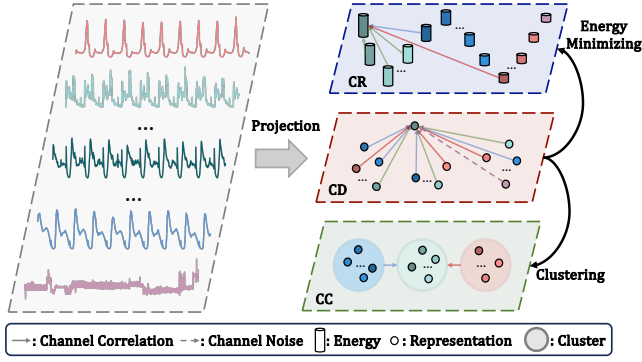 ...
...
Projection
CR
...
...
...
Energy
Minimizing
CD
...
...
CC
...
...
...
Clustering
: Channel Correlation : Channel Noise : Energy : Representation : Cluster